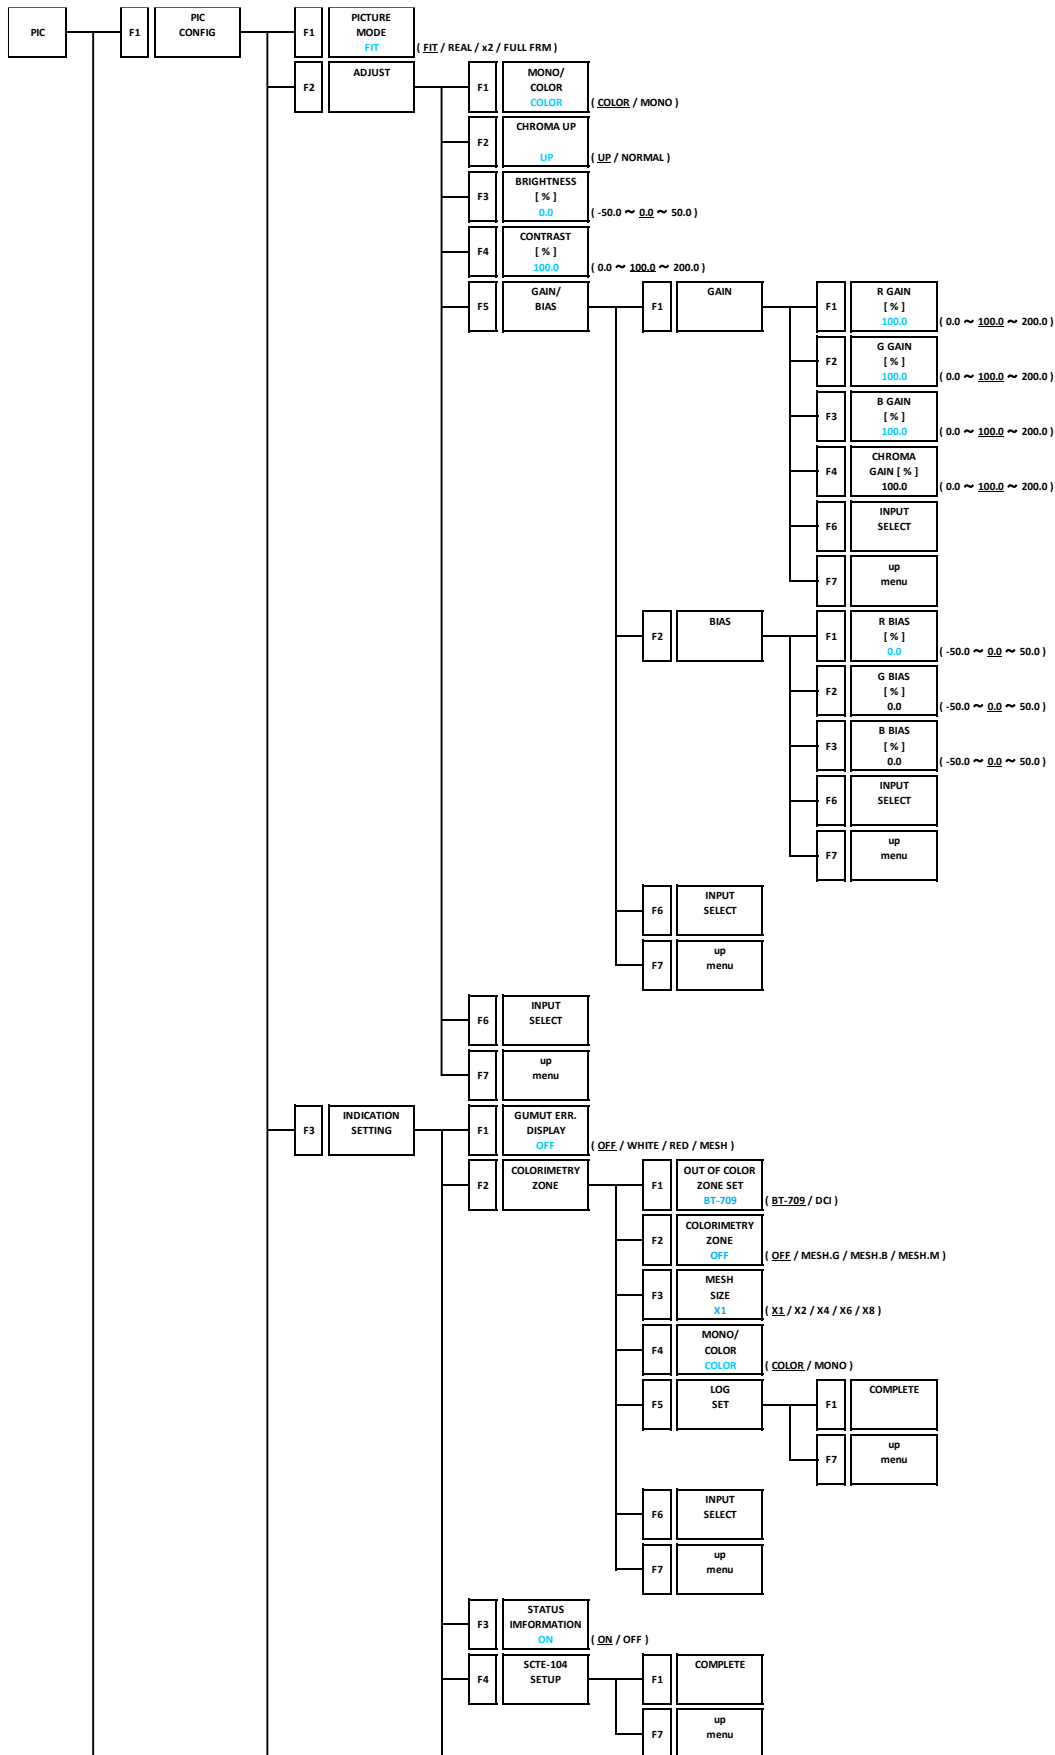 PIC
F1
PIC
CONFIG
F1
PICTURE
MODE
FIT
( FIT / REAL / x2 / FULL FRM )
F2
ADJUST
F1
MONO/
COLOR
COLOR
( COLOR / MONO )
F2
CHROMA UP
UP
( UP / NORMAL )
F3
BRIGHTNESS
[ % ]
0.0
( -50.0 ~ 0.0 ~ 50.0 )
F4
CONTRAST
[ % ]
100.0
( 0.0 ~ 100.0 ~ 200.0 )
F5
GAIN/
BIAS
F1
GAIN
F1
R GAIN
[ % ]
100.0
( 0.0 ~ 100.0 ~ 200.0 )
F2
G GAIN
[ % ]
100.0
( 0.0 ~ 100.0 ~ 200.0 )
F3
B GAIN
[ % ]
100.0
( 0.0 ~ 100.0 ~ 200.0 )
F4
CHROMA
GAIN [ % ]
100.0
( 0.0 ~ 100.0 ~ 200.0 )
F6
INPUT
SELECT
F7
up
menu
F2
BIAS
F1
R BIAS
[ % ]
0.0
( -50.0 ~ 0.0 ~ 50.0 )
F2
G BIAS
[ % ]
0.0
( -50.0 ~ 0.0 ~ 50.0 )
F3
B BIAS
[ % ]
0.0
( -50.0 ~ 0.0 ~ 50.0 )
F6
INPUT
SELECT
F7
up
menu
F6
INPUT
SELECT
F7
up
menu
F6
INPUT
SELECT
F7
up
menu
F3
INDICATION
SETTING
F1
GUMUT ERR.
DISPLAY
OFF
( OFF / WHITE / RED / MESH )
F2
COLORIMETRY
ZONE
F1
OUT OF COLOR
ZONE SET
BT-709
( BT-709 / DCI )
F2
COLORIMETRY
ZONE
OFF
( OFF / MESH.G / MESH.B / MESH.M )
F3
MESH
SIZE
X1
( X1 / X2 / X4 / X6 / X8 )
F4
MONO/
COLOR
COLOR
( COLOR / MONO )
F5
LOG
SET
F1
COMPLETE
F7
up
menu
F6
INPUT
SELECT
F7
up
menu
F3
STATUS
IMFORMATION
ON
( ON / OFF )
F4
SCTE-104
SETUP
F1
COMPLETE
F7
up
menu